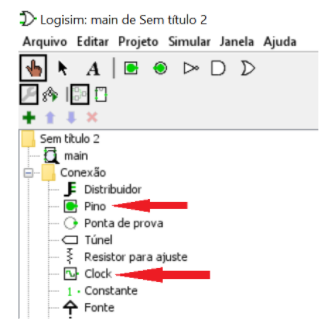 Logisim: main de Sem título 2
Arquivo Editar Projeto Simular Janela Ajuda
A
Sem título 2
main
Conexão
Distribuidor
Pino
Ponta de prova
Túnel
Resistor para ajuste
Clock
1 Constante
Fonte